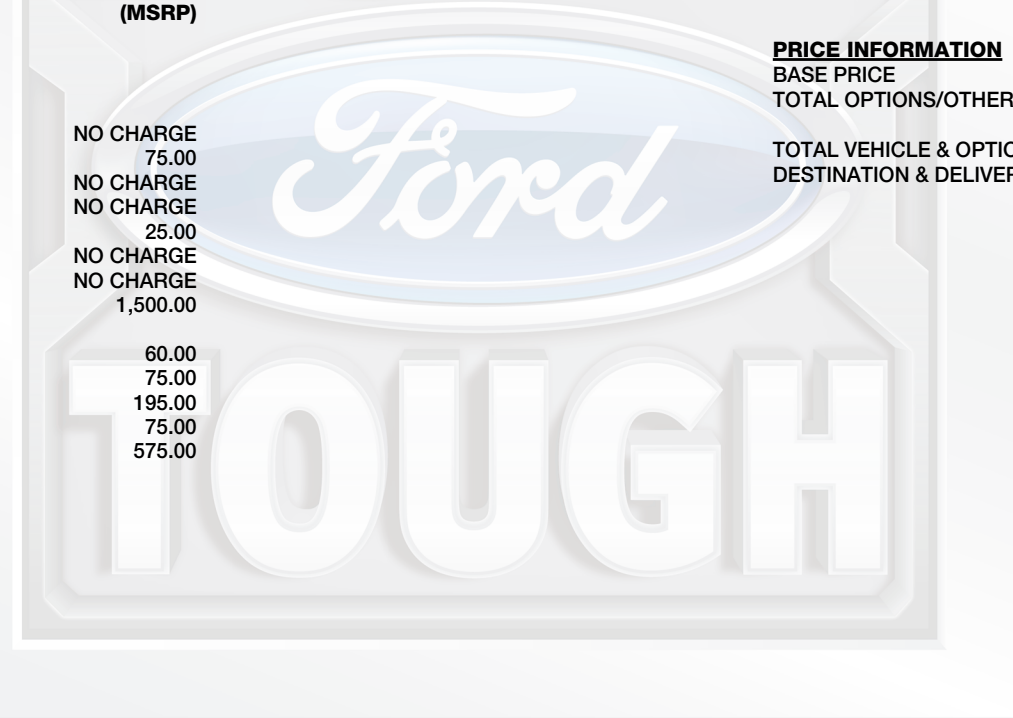 (MSRP)
NO CHARGE
75.00
NO CHARGE
NO CHARGE
25.00
NO CHARGE
NO CHARGE
1,500.00
60.00
75.00
195.00
75.00
575.00
PRICE INFORMATION
BASE PRICE
TOTAL OPTIONS/OTHER
TOTAL VEHICLE & OPTIO
DESTINATION & DELIVER
Ford
TOUGH